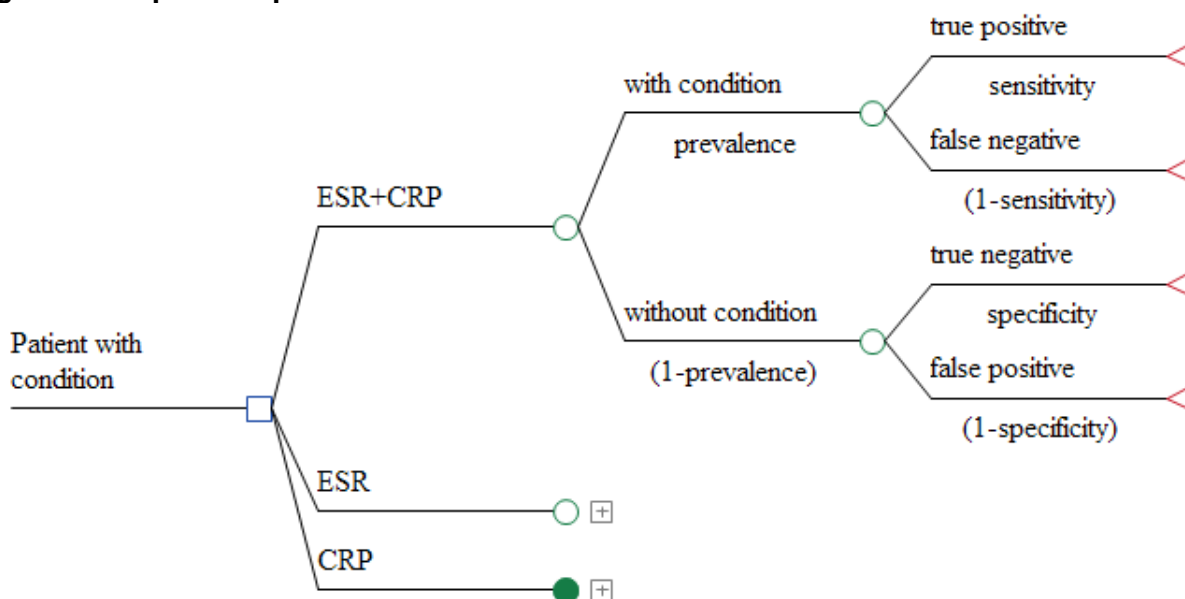 true positive
with condition
sensitivity
prevalence
false negative
ESR+CRP
(1-sensitivity)
true negative
without condition
specificity
Patient with
condition
(1-prevalence)
false positive
(1-specificity)
ESR
CRP